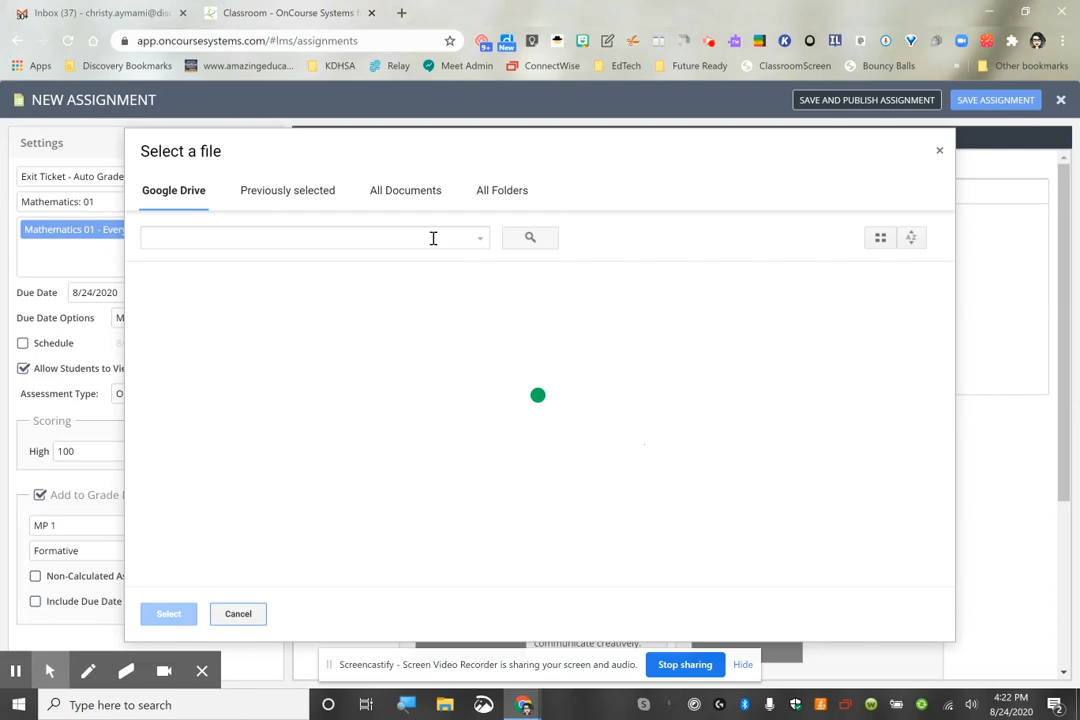 Inbox (37) - christy.aymami@dis
Classroom - OnCourse Systems f
app.oncoursesystems.com/#lms/assignments
9+
New
Apps
Discovery Bookmarks
www.amazingeduca...
KDHSA
Relay
Meet Admin
ConnectWise
EdTech
Future Ready
ClassroomScreen
Bouncy Balls
»
Other bookmarks
NEW ASSIGNMENT
SAVE AND PUBLISH ASSIGNMENT
SAVE ASSIGNMENT
Settings
Exit Ticket - Auto Grade
Mathematics: 01
Mathematics 01 - Every
Due Date
8/24/2020
Due Date Options
M
Schedule
Allow Students to Vie
Assessment Type:
O
Scoring
High
100
Add to Grade
MP 1
Formative
Non-Calculated As
Include Due Date
Select a file
Google Drive
Previously selected
All Documents
All Folders
AZ
Select
Cancel
communicate creatively.
Screencastify - Screen Video Recorder is sharing your screen and audio.
Stop sharing
Hide
Type here to search
4:22 PM
8/24/2020
2